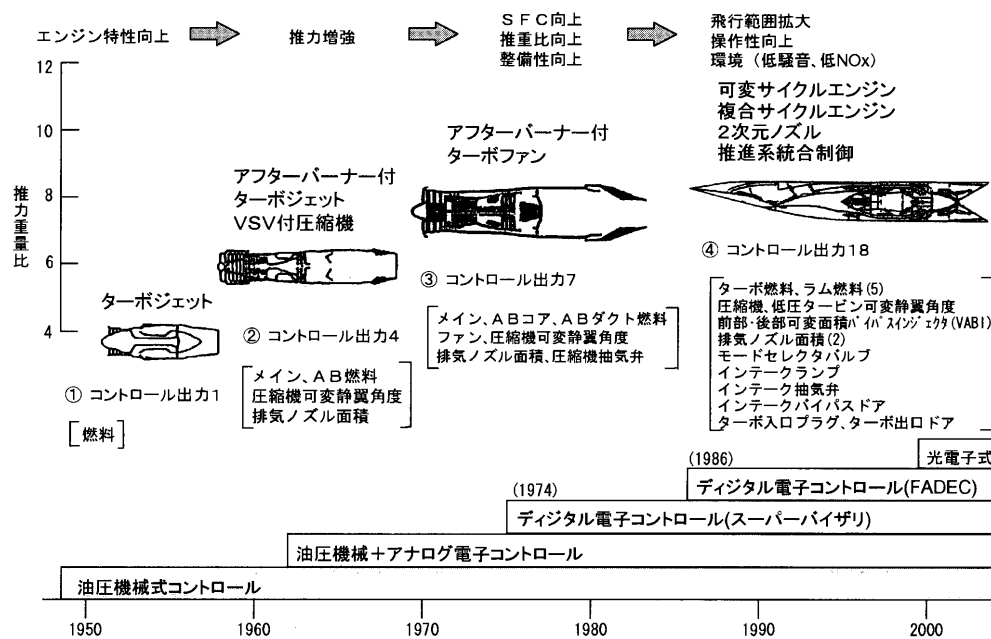 エンジン特性向上
推力増強
SFC向上
推重比向上
整備性向上
飛行範囲拡大
操作性向上
環境（低騒音、低NOx）
可変サイクルエンジン
複合サイクルエンジン
2次元ノズル
推進系統合制御
12
10
8
6
4
推力重量比
アフターバーナー付
ターボファン
アフターバーナー付
ターボジェット
VSV付圧縮機
ターボジェット
① コントロール出力1
[燃料]
② コントロール出力4
メイン、AB燃料
圧縮機可変静翼角度
排気ノズル面積
③ コントロール出力7
メイン、ABコア、ABダクト燃料
ファン、圧縮機可変静翼角度
排気ノズル面積、圧縮機抽気弁
④ コントロール出力18
ターボ燃料、ラム燃料(5)
圧縮機、低圧タービン可変静翼角度
前部・後部可変面積バイパスインジェクタ(VABI)
排気ノズル面積(2)
モードセレクタバルブ
インテークランプ
インテーク抽気弁
インテークバイパスドア
ターボ入口プラグ、ターボ出口ドア
光電子式
(1986)
ディジタル電子コントロール(FADEC)
(1974)
ディジタル電子コントロール(スーパーバイザリ)
油圧機械＋アナログ電子コントロール
油圧機械式コントロール
1950
1960
1970
1980
1990
2000